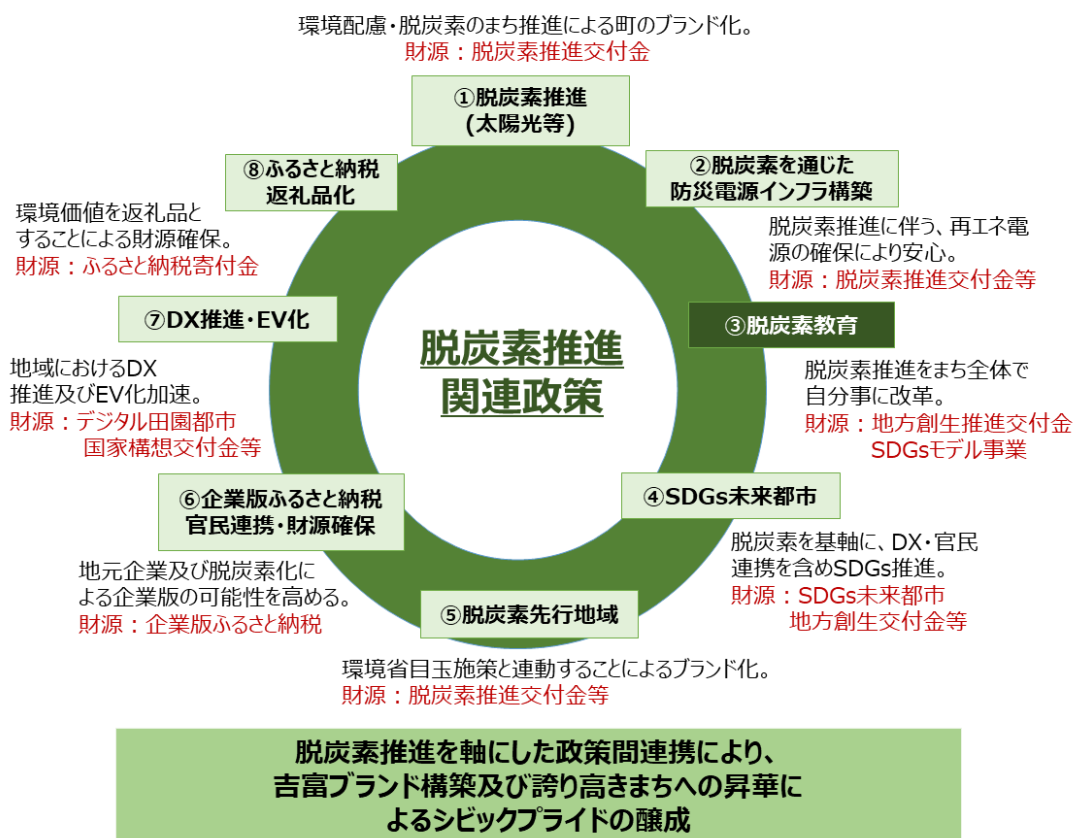 環境配慮・脱炭素のまち推進による町のブランド化。
財源：脱炭素推進交付金
①脱炭素推進
(太陽光等)
②脱炭素を通じた
防災電源インフラ構築
脱炭素推進に伴う、再エネ電
源の確保により安心。
財源：脱炭素推進交付金等
③脱炭素教育
脱炭素推進をまち全体で
自分事に改革。
財源：地方創生推進交付金
SDGsモデル事業
④SDGs未来都市
脱炭素を基軸に、DX・官民
連携を含めSDGs推進。
財源：SDGs未来都市
地方創生交付金等
⑤脱炭素先行地域
環境省目玉施策と連動することによるブランド化。
財源：脱炭素推進交付金等
⑥企業版ふるさと納税
官民連携・財源確保
地元企業及び脱炭素化に
よる企業版の可能性を高める。
財源：企業版ふるさと納税
⑦DX推進・EV化
地域におけるDX
推進及びEV化加速。
財源：デジタル田園都市
国家構想交付金等
⑧ふるさと納税
返礼品化
環境価値を返礼品と
することによる財源確保。
財源：ふるさと納税寄付金
脱炭素推進
関連政策
脱炭素推進を軸にした政策間連携により、
吉富ブランド構築及び誇り高きまちへの昇華に
よるシビックプライドの醸成